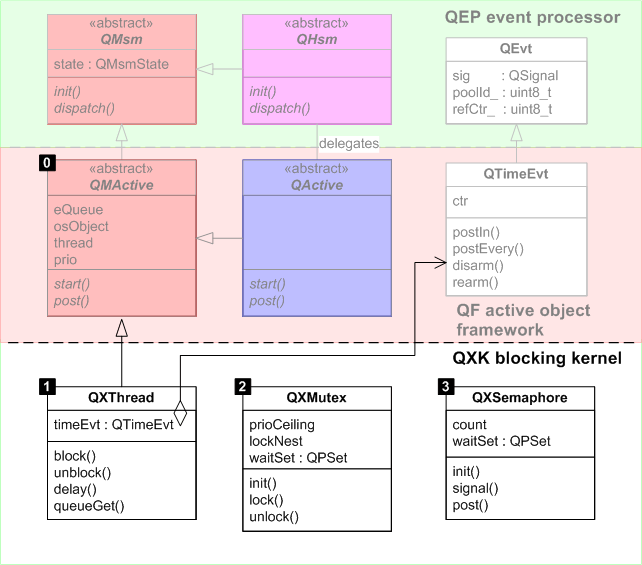 QEP event processor
«abstract»
QMsm
state : QMsmState
init()
dispatch()
«abstract»
QHsm
init()
dispatch()
QEvt
sig : QSignal
poolId_ : uint8_t
refCtr_ : uint8_t
delegates
0
«abstract»
QMActive
eQueue
osObject
thread
prio
start()
post()
«abstract»
QActive
start()
post()
QTimeEvt
ctr
postIn()
postEvery()
disarm()
rearm()
QF active object
framework
QXK blocking kernel
1
QXThread
timeEvt : QTimeEvt
block()
unblock()
delay()
queueGet()
2
QXMutex
prioCeiling
lockNest
waitSet : QPSet
init()
lock()
unlock()
3
QXSemaphore
count
waitSet : QPSet
init()
signal()
post()